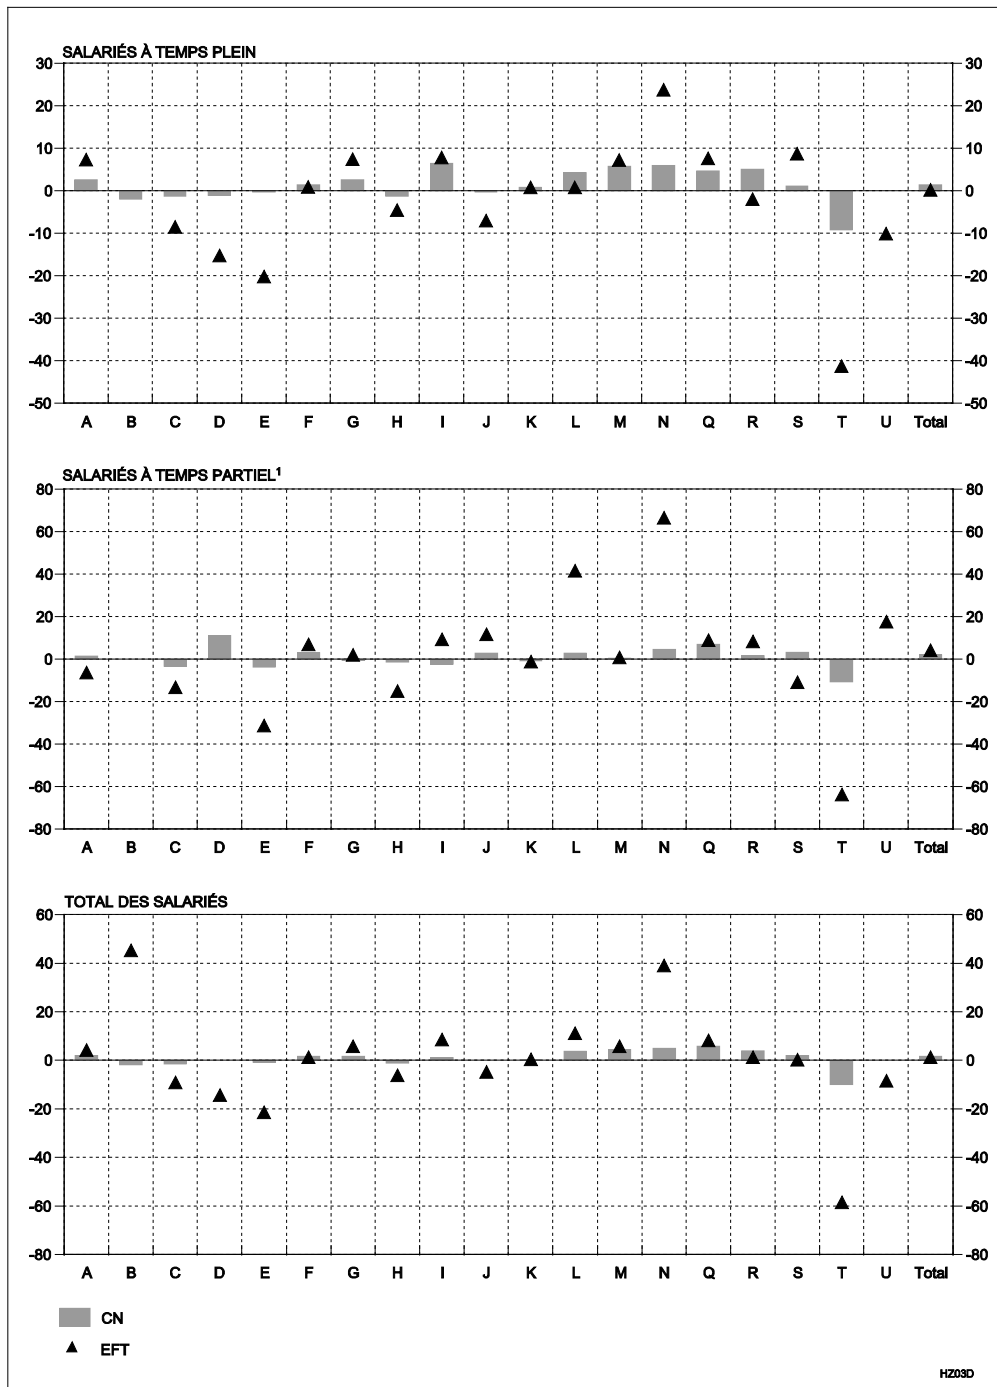 SALARIÉS À TEMPS PLEIN
30 30
20 20
10 10
0 0
-10 -10
-20 -20
-30 -30
-40 -40
-50 -50
A B C D E F G H I J K L M N Q R S T U Total
SALARIÉS À TEMPS PARTIEL¹
80 80
60 60
40 40
20 20
0 0
-20 -20
-40 -40
-60 -60
-80 -80
A B C D E F G H I J K L M N Q R S T U Total
TOTAL DES SALARIÉS
60 60
40 40
20 20
0 0
-20 -20
-40 -40
-60 -60
-80 -80
A B C D E F G H I J K L M N Q R S T U Total
CN
EFT
HZ03D